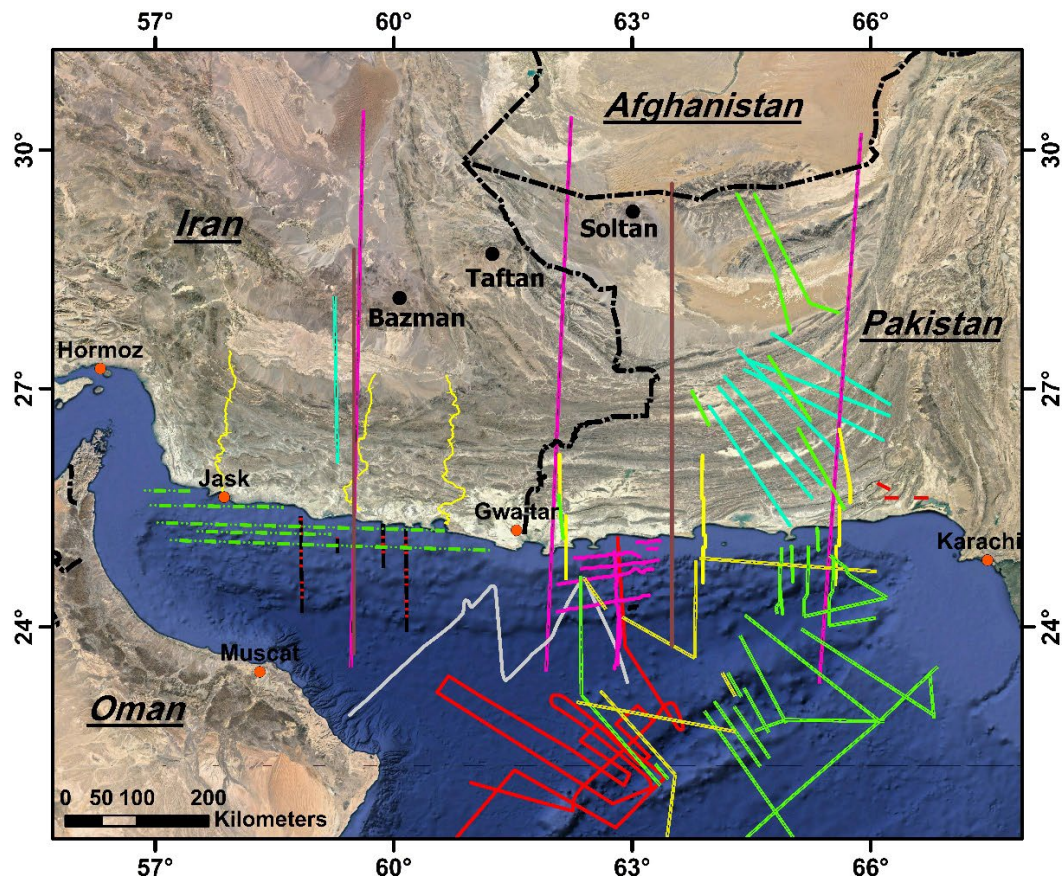 57° 60° 63° 66°
Afghanistan
30° 30°
Iran
Soltan
Taftan
Bazman
Pakistan
Hormoz
27° 27°
Jask
Gwatar
Karachi
24° 24°
Muscat
Oman
0 50 100 200
Kilometers
57° 60° 63° 66°